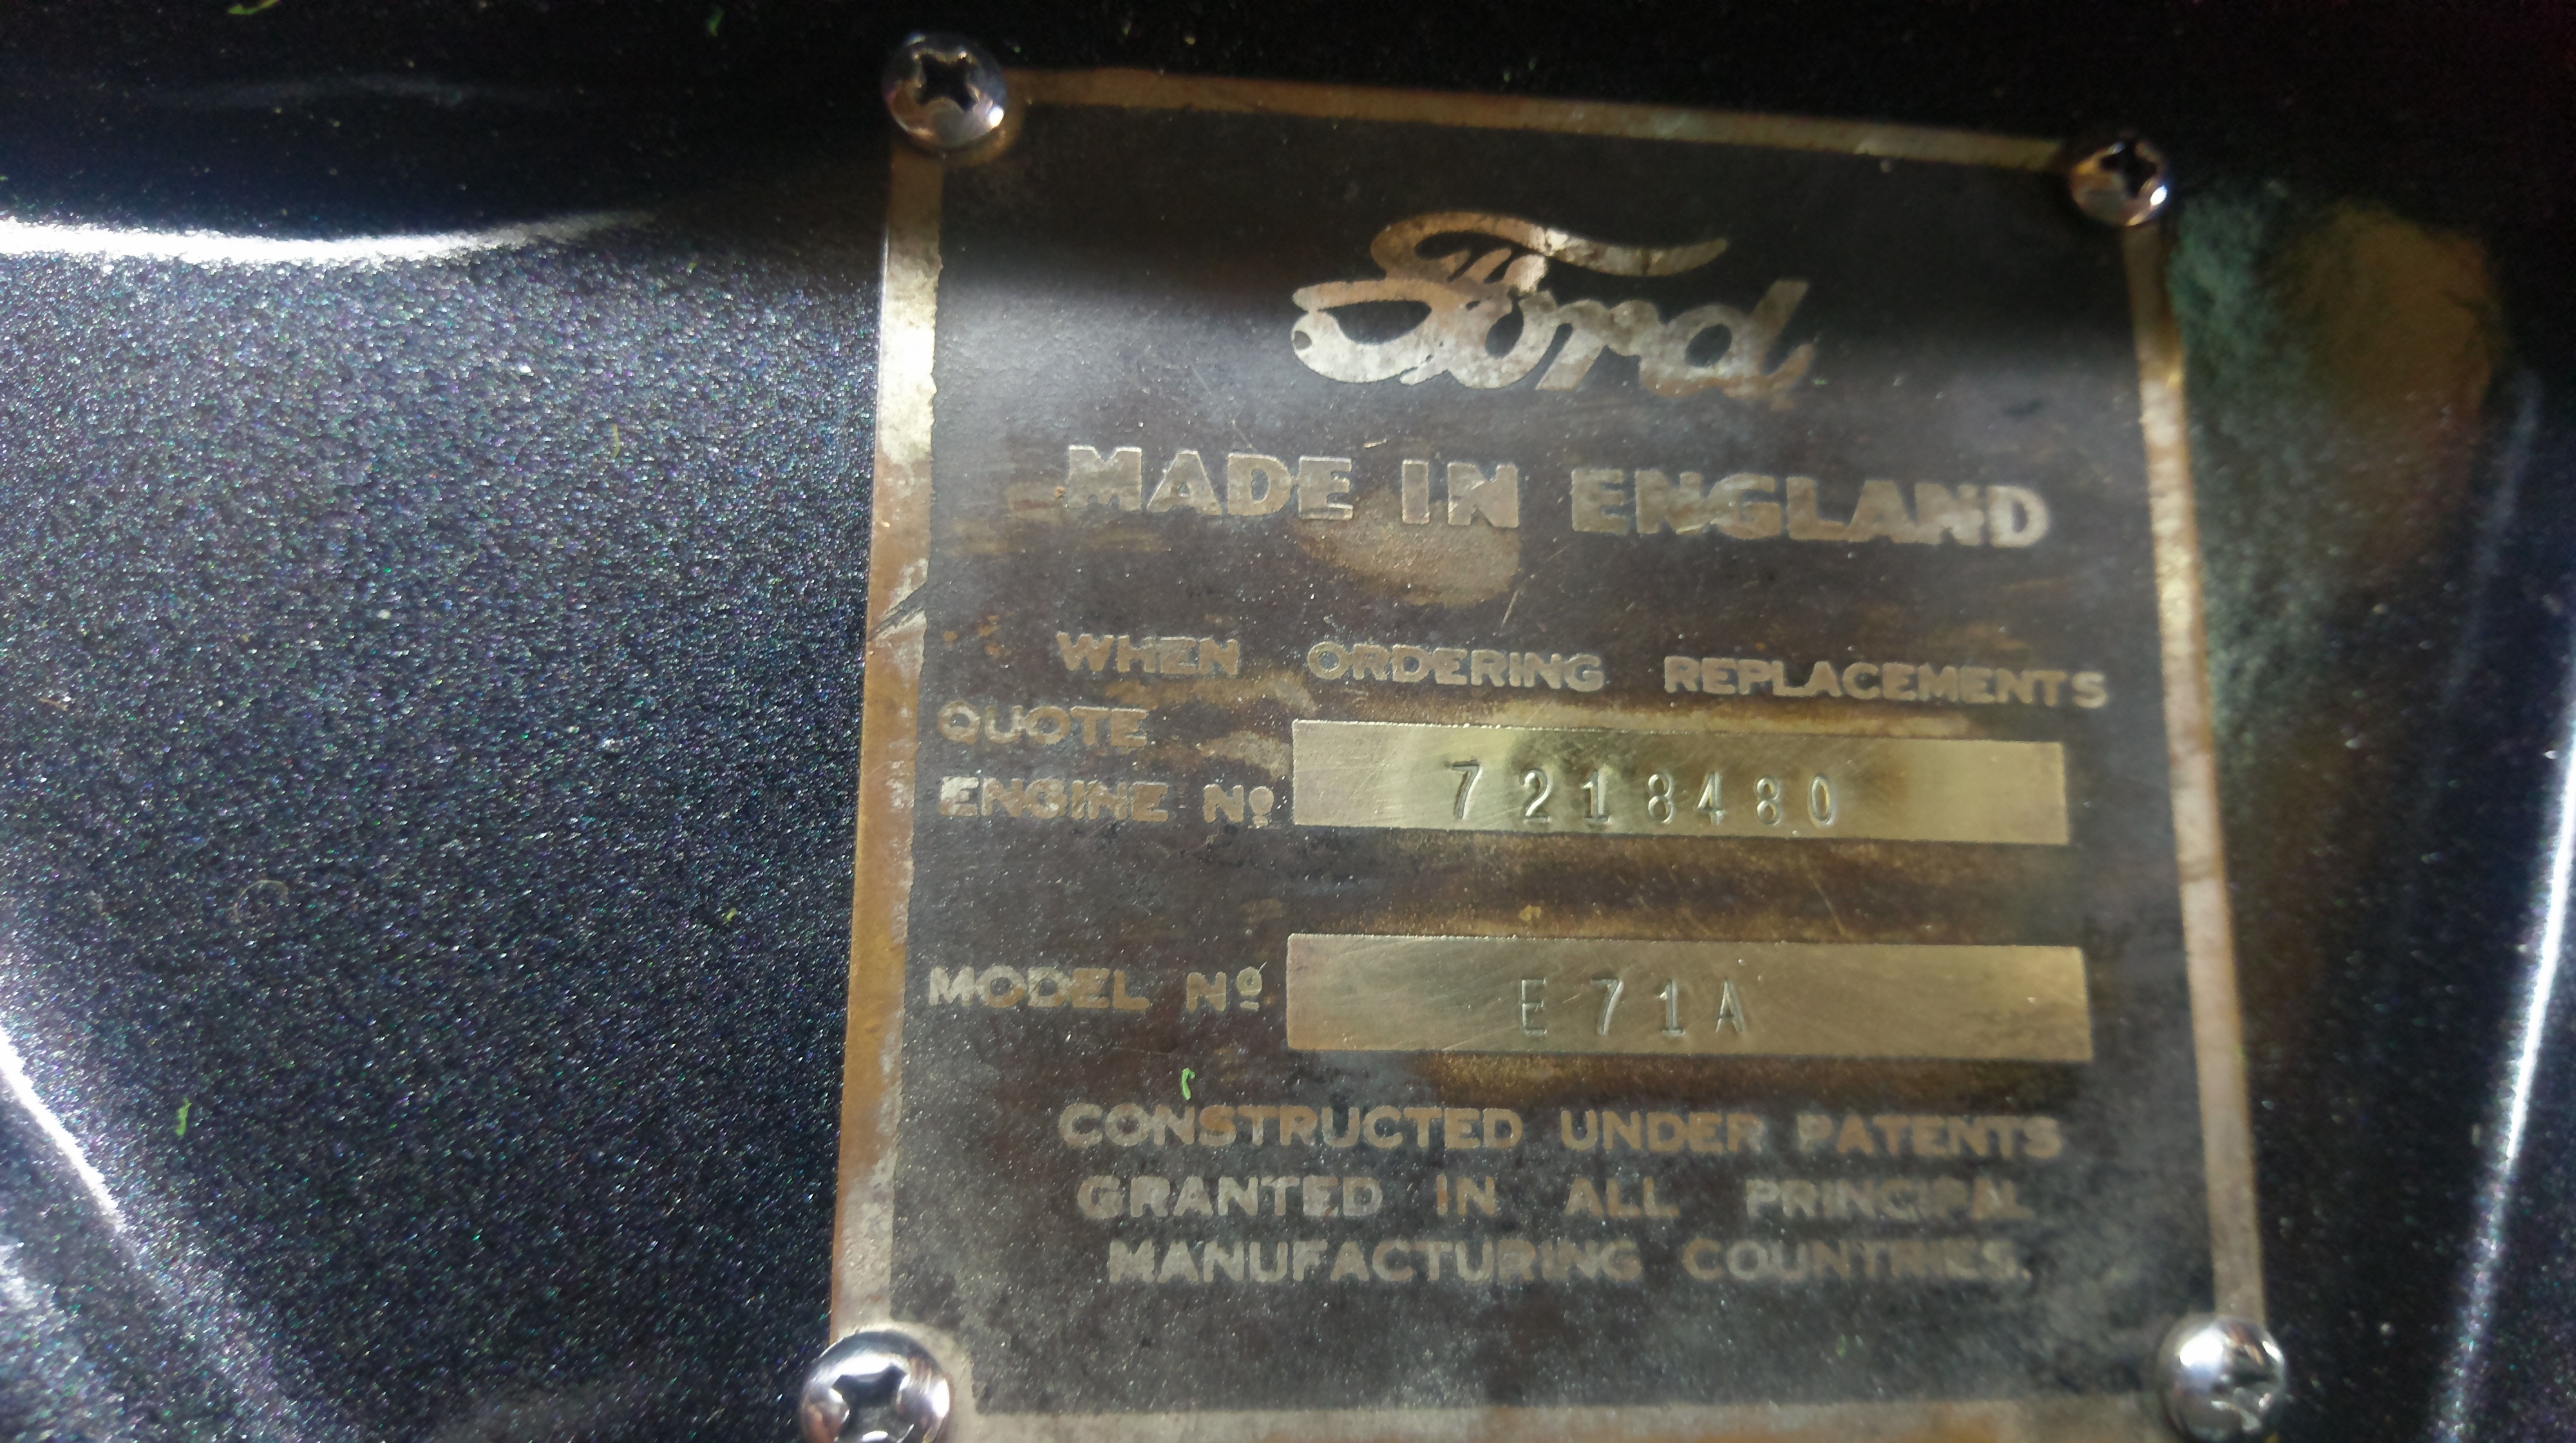 Ford
MADE IN ENGLAND
WHEN ORDERING REPLACEMENTS
QUOTE
ENGINE Nº 7218480
MODEL Nº E71A
CONSTRUCTED UNDER PATENTS
GRANTED IN ALL PRINCIPAL
MANUFACTURING COUNTRIES.